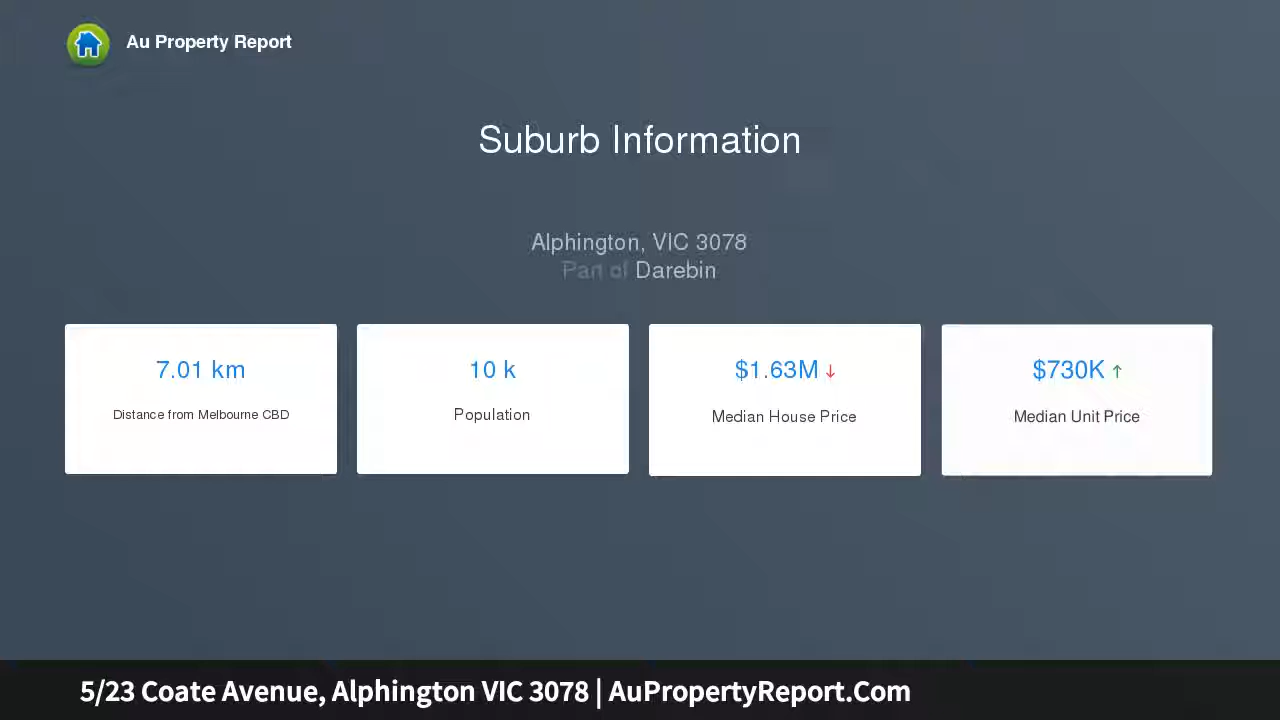 Au Property Report
Suburb Information
Alphington, VIC 3078
Part of Darebin
7.01 km
Distance from Melbourne CBD
10 k
Population
$1.63M ↓
Median House Price
$730K ↑
Median Unit Price
5/23 Coate Avenue, Alphington VIC 3078 | AuPropertyReport.Com